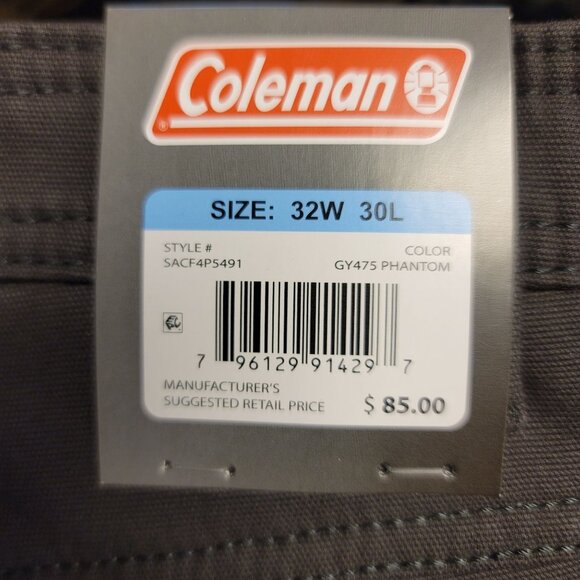 Coleman
®
SIZE: 32W 30L
STYLE # COLOR
SACF4P5491 GY475 PHANTOM
7 96129 91429 7
MANUFACTURER'S
SUGGESTED RETAIL PRICE $ 85.00